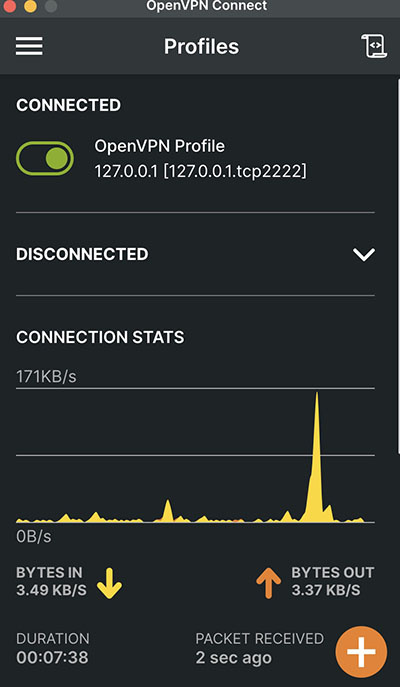 OpenVPN Connect
Profiles
CONNECTED
OpenVPN Profile
127.0.0.1 [127.0.0.1.tcp2222]
DISCONNECTED
CONNECTION STATS
171KB/s
0B/s
BYTES IN
3.49 KB/S
BYTES OUT
3.37 KB/S
DURATION
00:07:38
PACKET RECEIVED
2 sec ago